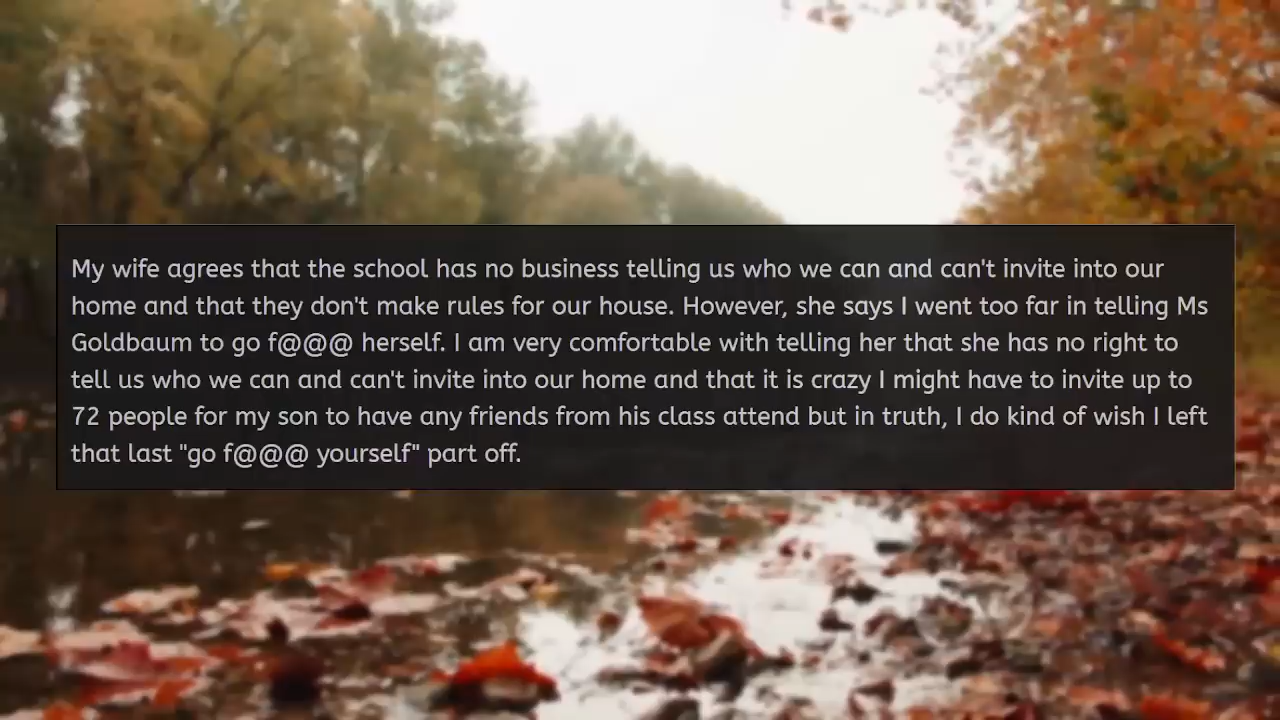 My wife agrees that the school has no business telling us who we can and can't invite into our
home and that they don't make rules for our house. However, she says I went too far in telling Ms
Goldbaum to go f@@@ herself. I am very comfortable with telling her that she has no right to
tell us who we can and can't invite into our home and that it is crazy I might have to invite up to
72 people for my son to have any friends from his class attend but in truth, I do kind of wish I left
that last "go f@@@ yourself" part off.